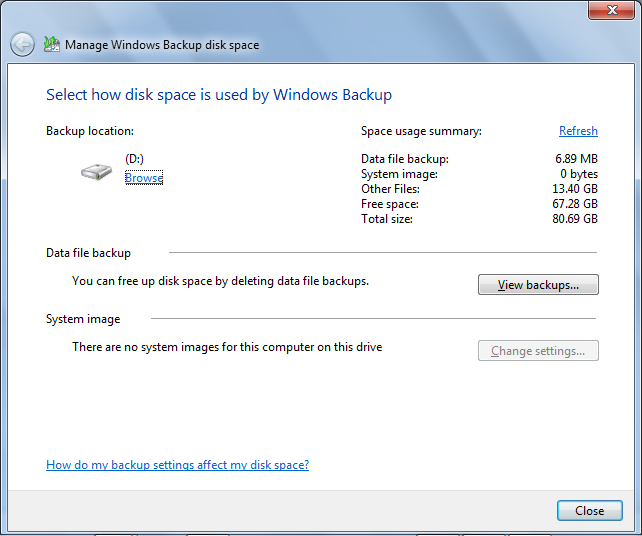 Manage Windows Backup disk space
Select how disk space is used by Windows Backup
Backup location:
(D:)
Browse
Space usage summary: Refresh
Data file backup: 6.89 MB
System image: 0 bytes
Other Files: 13.40 GB
Free space: 67.28 GB
Total size: 80.69 GB
Data file backup
You can free up disk space by deleting data file backups. View backups...
System image
There are no system images for this computer on this drive Change settings...
How do my backup settings affect my disk space?
Close